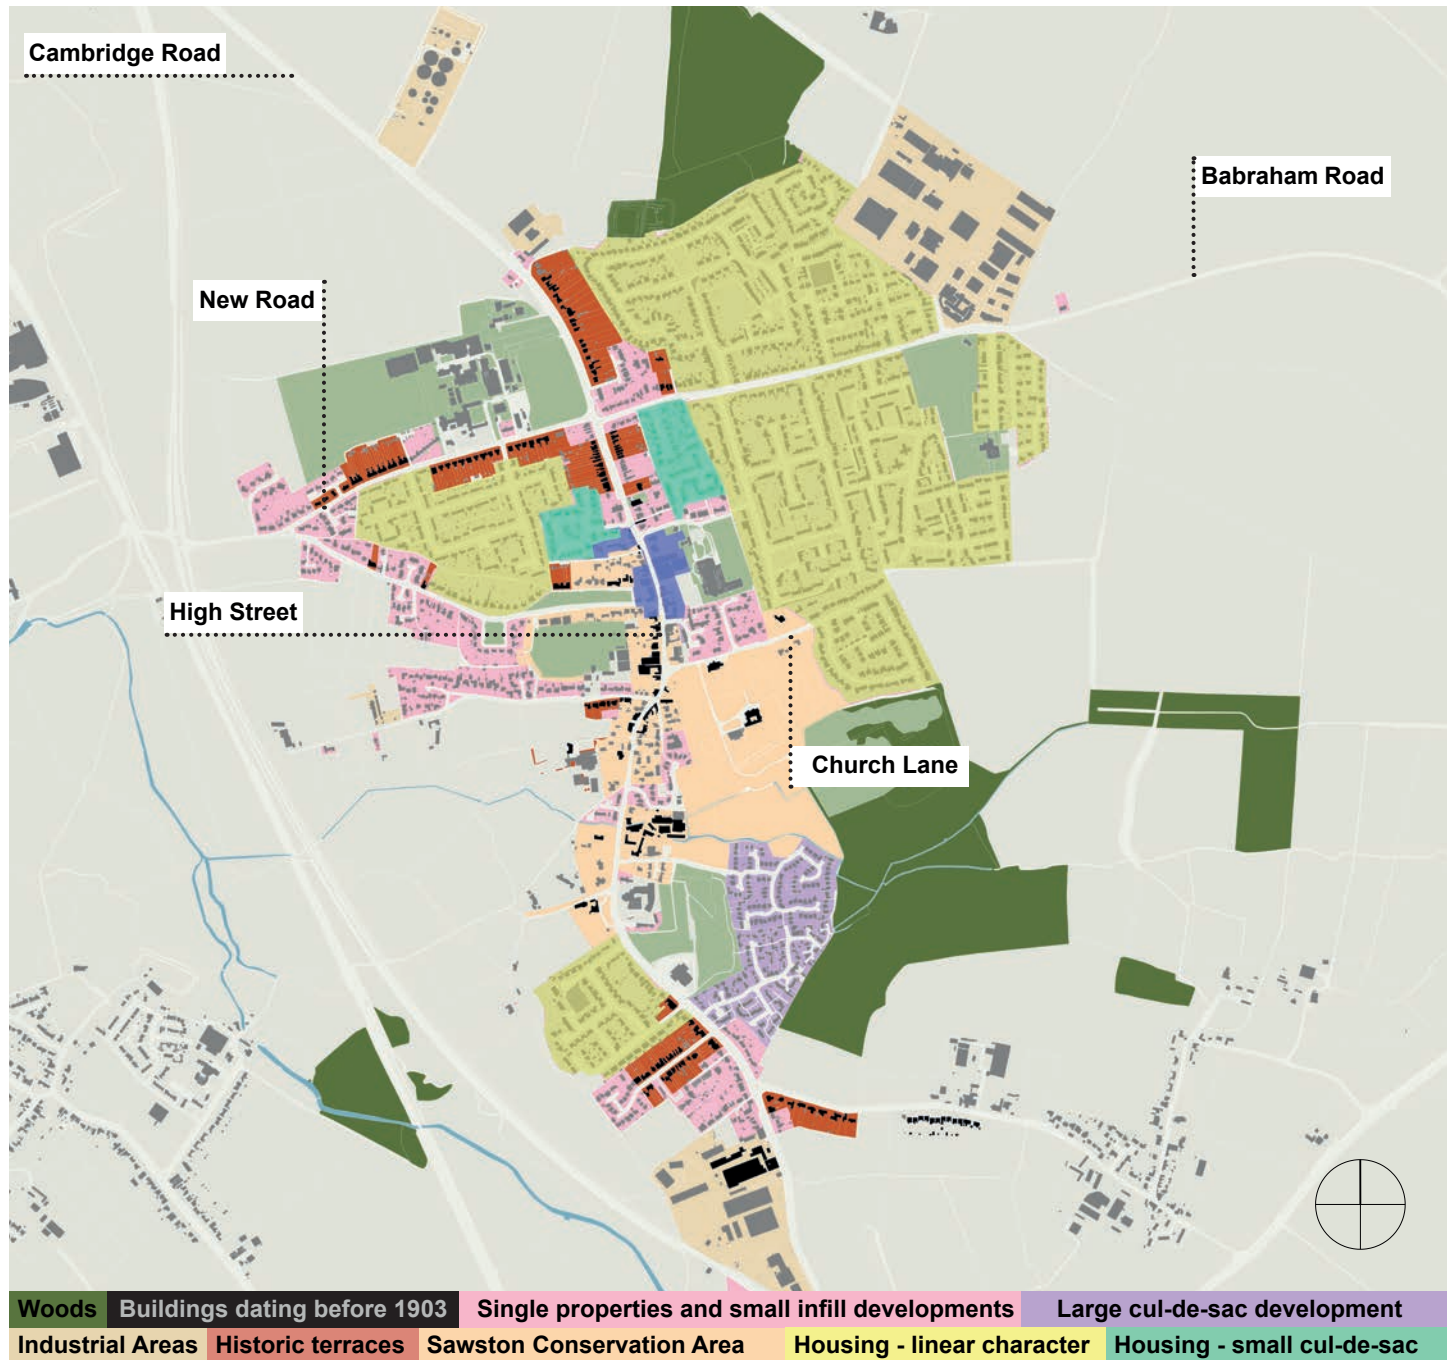 Cambridge Road
Babraham Road
New Road
High Street
Church Lane
Woods
Buildings dating before 1903
Single properties and small infill developments
Large cul-de-sac development
Industrial Areas
Historic terraces
Sawston Conservation Area
Housing - linear character
Housing - small cul-de-sac